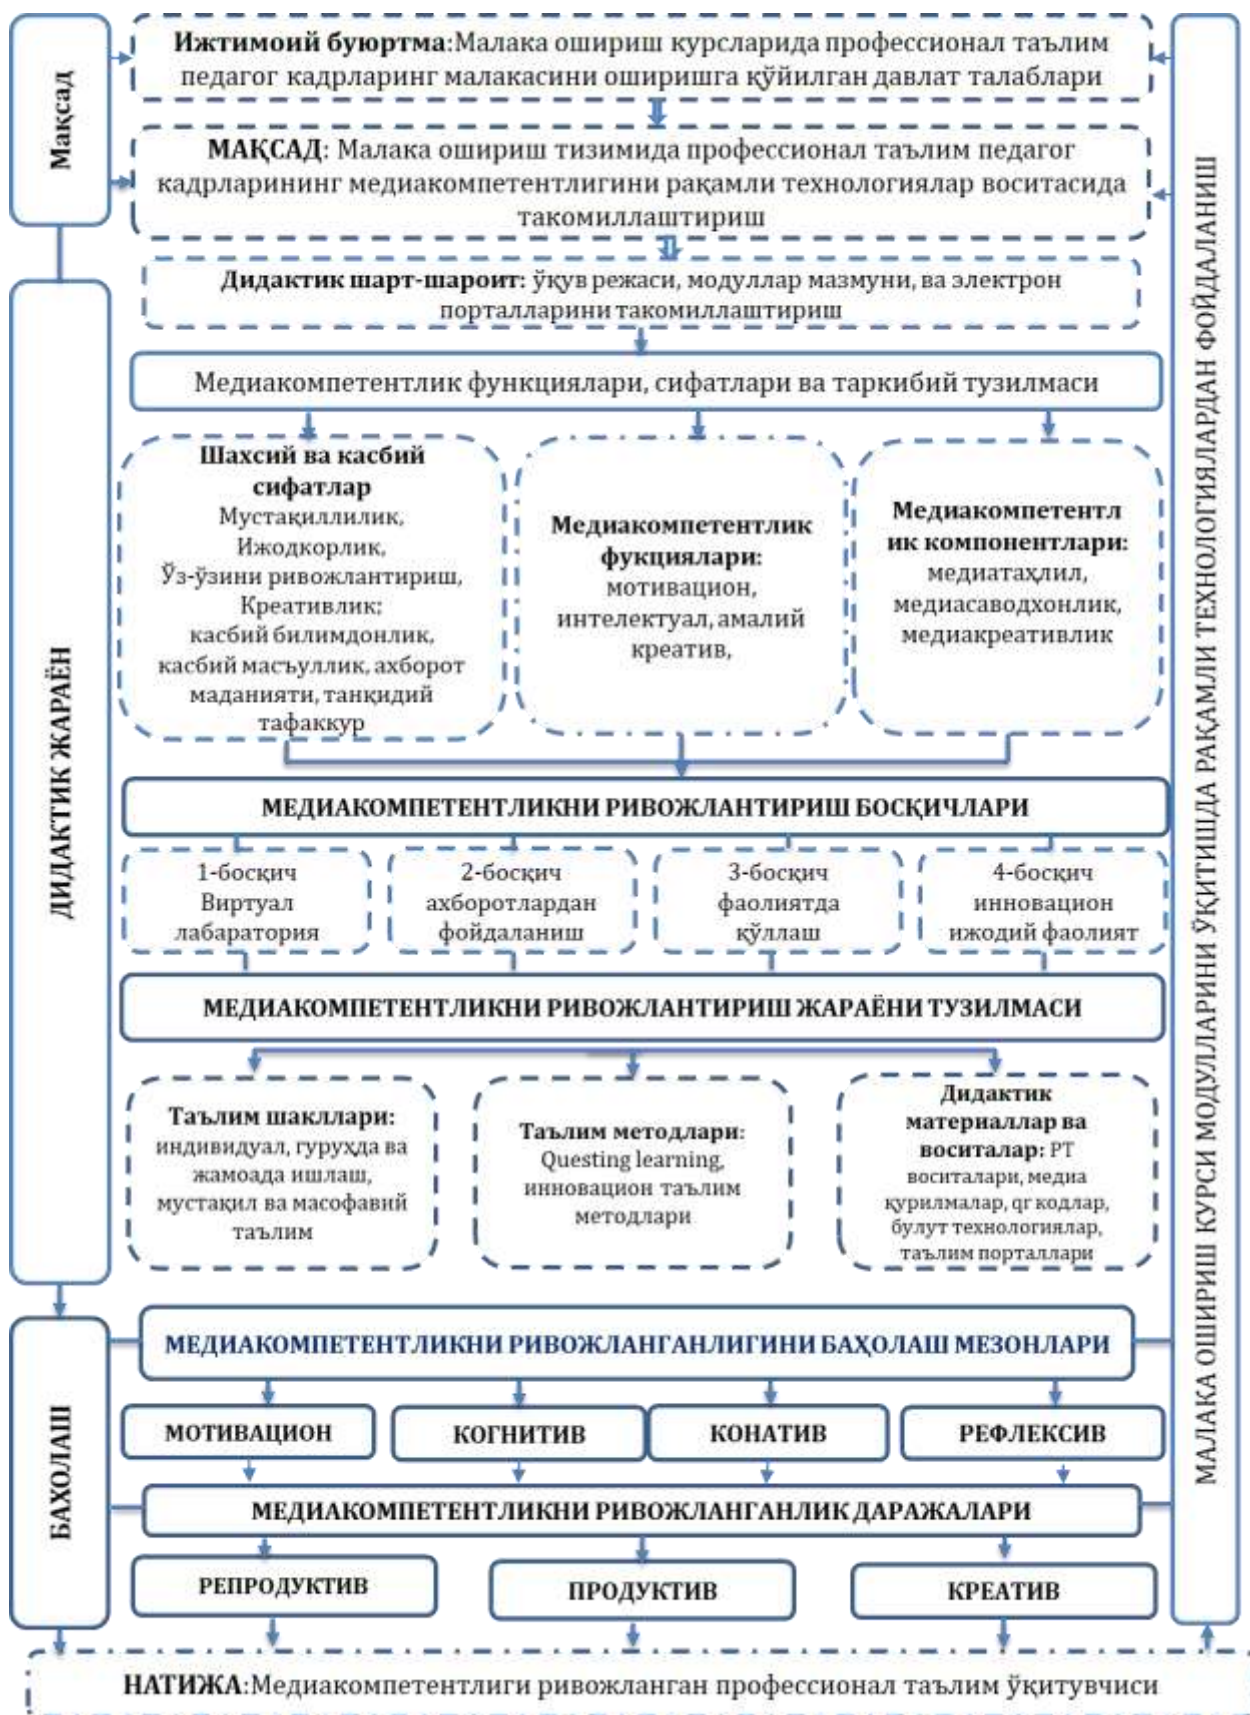 Мақсад
Ижтимоий буюртма:Малака ошириш курсларида профессионал таълим
педагог кадрларинг малакасини оширишга қўйилган давлат талаблари
МАҚСАД: Малака ошириш тизимида профессионал таълим педагог
кадрларининг медиакомпетентлигини рақамли технологиялар воситасида
такомиллаштириш
ДИДАКТИК ЖАРАЁН
Дидактик шарт-шароит: ўқув режаси, модуллар мазмуни, ва электрон
порталларини такомиллаштириш
Медиакомпетентлик функциялари, сифатлари ва таркибий тузилмаси
Шахсий ва касбий
сифатлар
Мустақиллилик,
Ижодкорлик,
Ўз-ўзини ривожлантириш,
Креативлик;
касбий билимдонлик,
касбий масъуллик, ахборот
маданияти, танқидий
тафаккур
Медиакомпетентлик
фукциялари:
мотивацион,
интелектуал, амалий
креатив,
Медиакомпетентл
ик компонентлари:
медиатаҳлил,
медиасаводхонлик,
медиакреативлик
МЕДИАКОМПЕТЕНТЛИКНИ РИВОЖЛАНТИРИШ БОСҚИЧЛАРИ
1-босқич
Виртуал
лабаратория
2-босқич
ахборотлардан
фойдаланиш
3-босқич
фаолиятда
қўллаш
4-босқич
инновацион
ижодий фаолият
МЕДИАКОМПЕТЕНТЛИКНИ РИВОЖЛАНТИРИШ ЖАРАЁНИ ТУЗИЛМАСИ
Таълим шакллари:
индивидуал, гуруҳда ва
жамоада ишлаш,
мустақил ва масофавий
таълим
Таълим методлари:
Questing learning,
инновацион таълим
методлари
Дидактик
материаллар ва
воситалар: РТ
воситалари, медиа
қурилмалар, qr кодлар,
булут технологиялар,
таълим порталлари
БАХОЛАШ
МЕДИАКОМПЕТЕНТЛИКНИ РИВОЖЛАНГАНЛИГИНИ БАҲОЛАШ МЕЗОНЛАРИ
МОТИВАЦИОН
КОГНИТИВ
КОНАТИВ
РЕФЛЕКСИВ
МЕДИАКОМПЕТЕНТЛИКНИ РИВОЖЛАНГАНЛИК ДАРАЖАЛАРИ
РЕПРОДУКТИВ
ПРОДУКТИВ
КРЕАТИВ
НАТИЖА:Медиакомпетентлиги ривожланган профессионал таълим ўқитувчиси
МАЛАКА ОШИРИШ КУРСИ МОДУЛЛАРИНИ ЎҚИТИШДА РАҚАМЛИ ТЕХНОЛОГИЯЛАРДАН ФОЙДАЛАНИШ